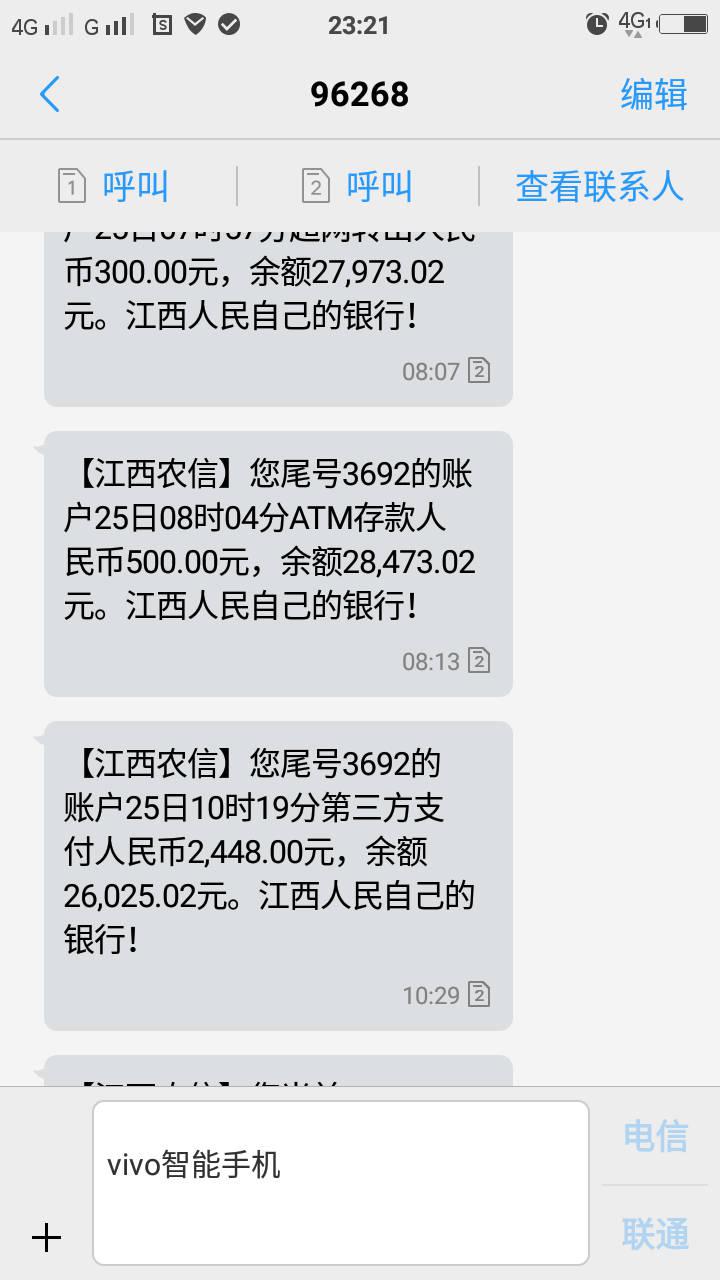 4G G S 23:21 4G
96268 编辑
1 呼叫 2 呼叫 查看联系人
币300.00元，余额27,973.02
元。江西人民自己的银行！
08:07 2
【江西农信】您尾号3692的账
户25日08时04分ATM存款人
民币500.00元，余额28,473.02
元。江西人民自己的银行！
08:13 2
【江西农信】您尾号3692的
账户25日10时19分第三方支
付人民币2,448.00元，余额
26,025.02元。江西人民自己的
银行！
10:29 2
vivo智能手机
电信
联通